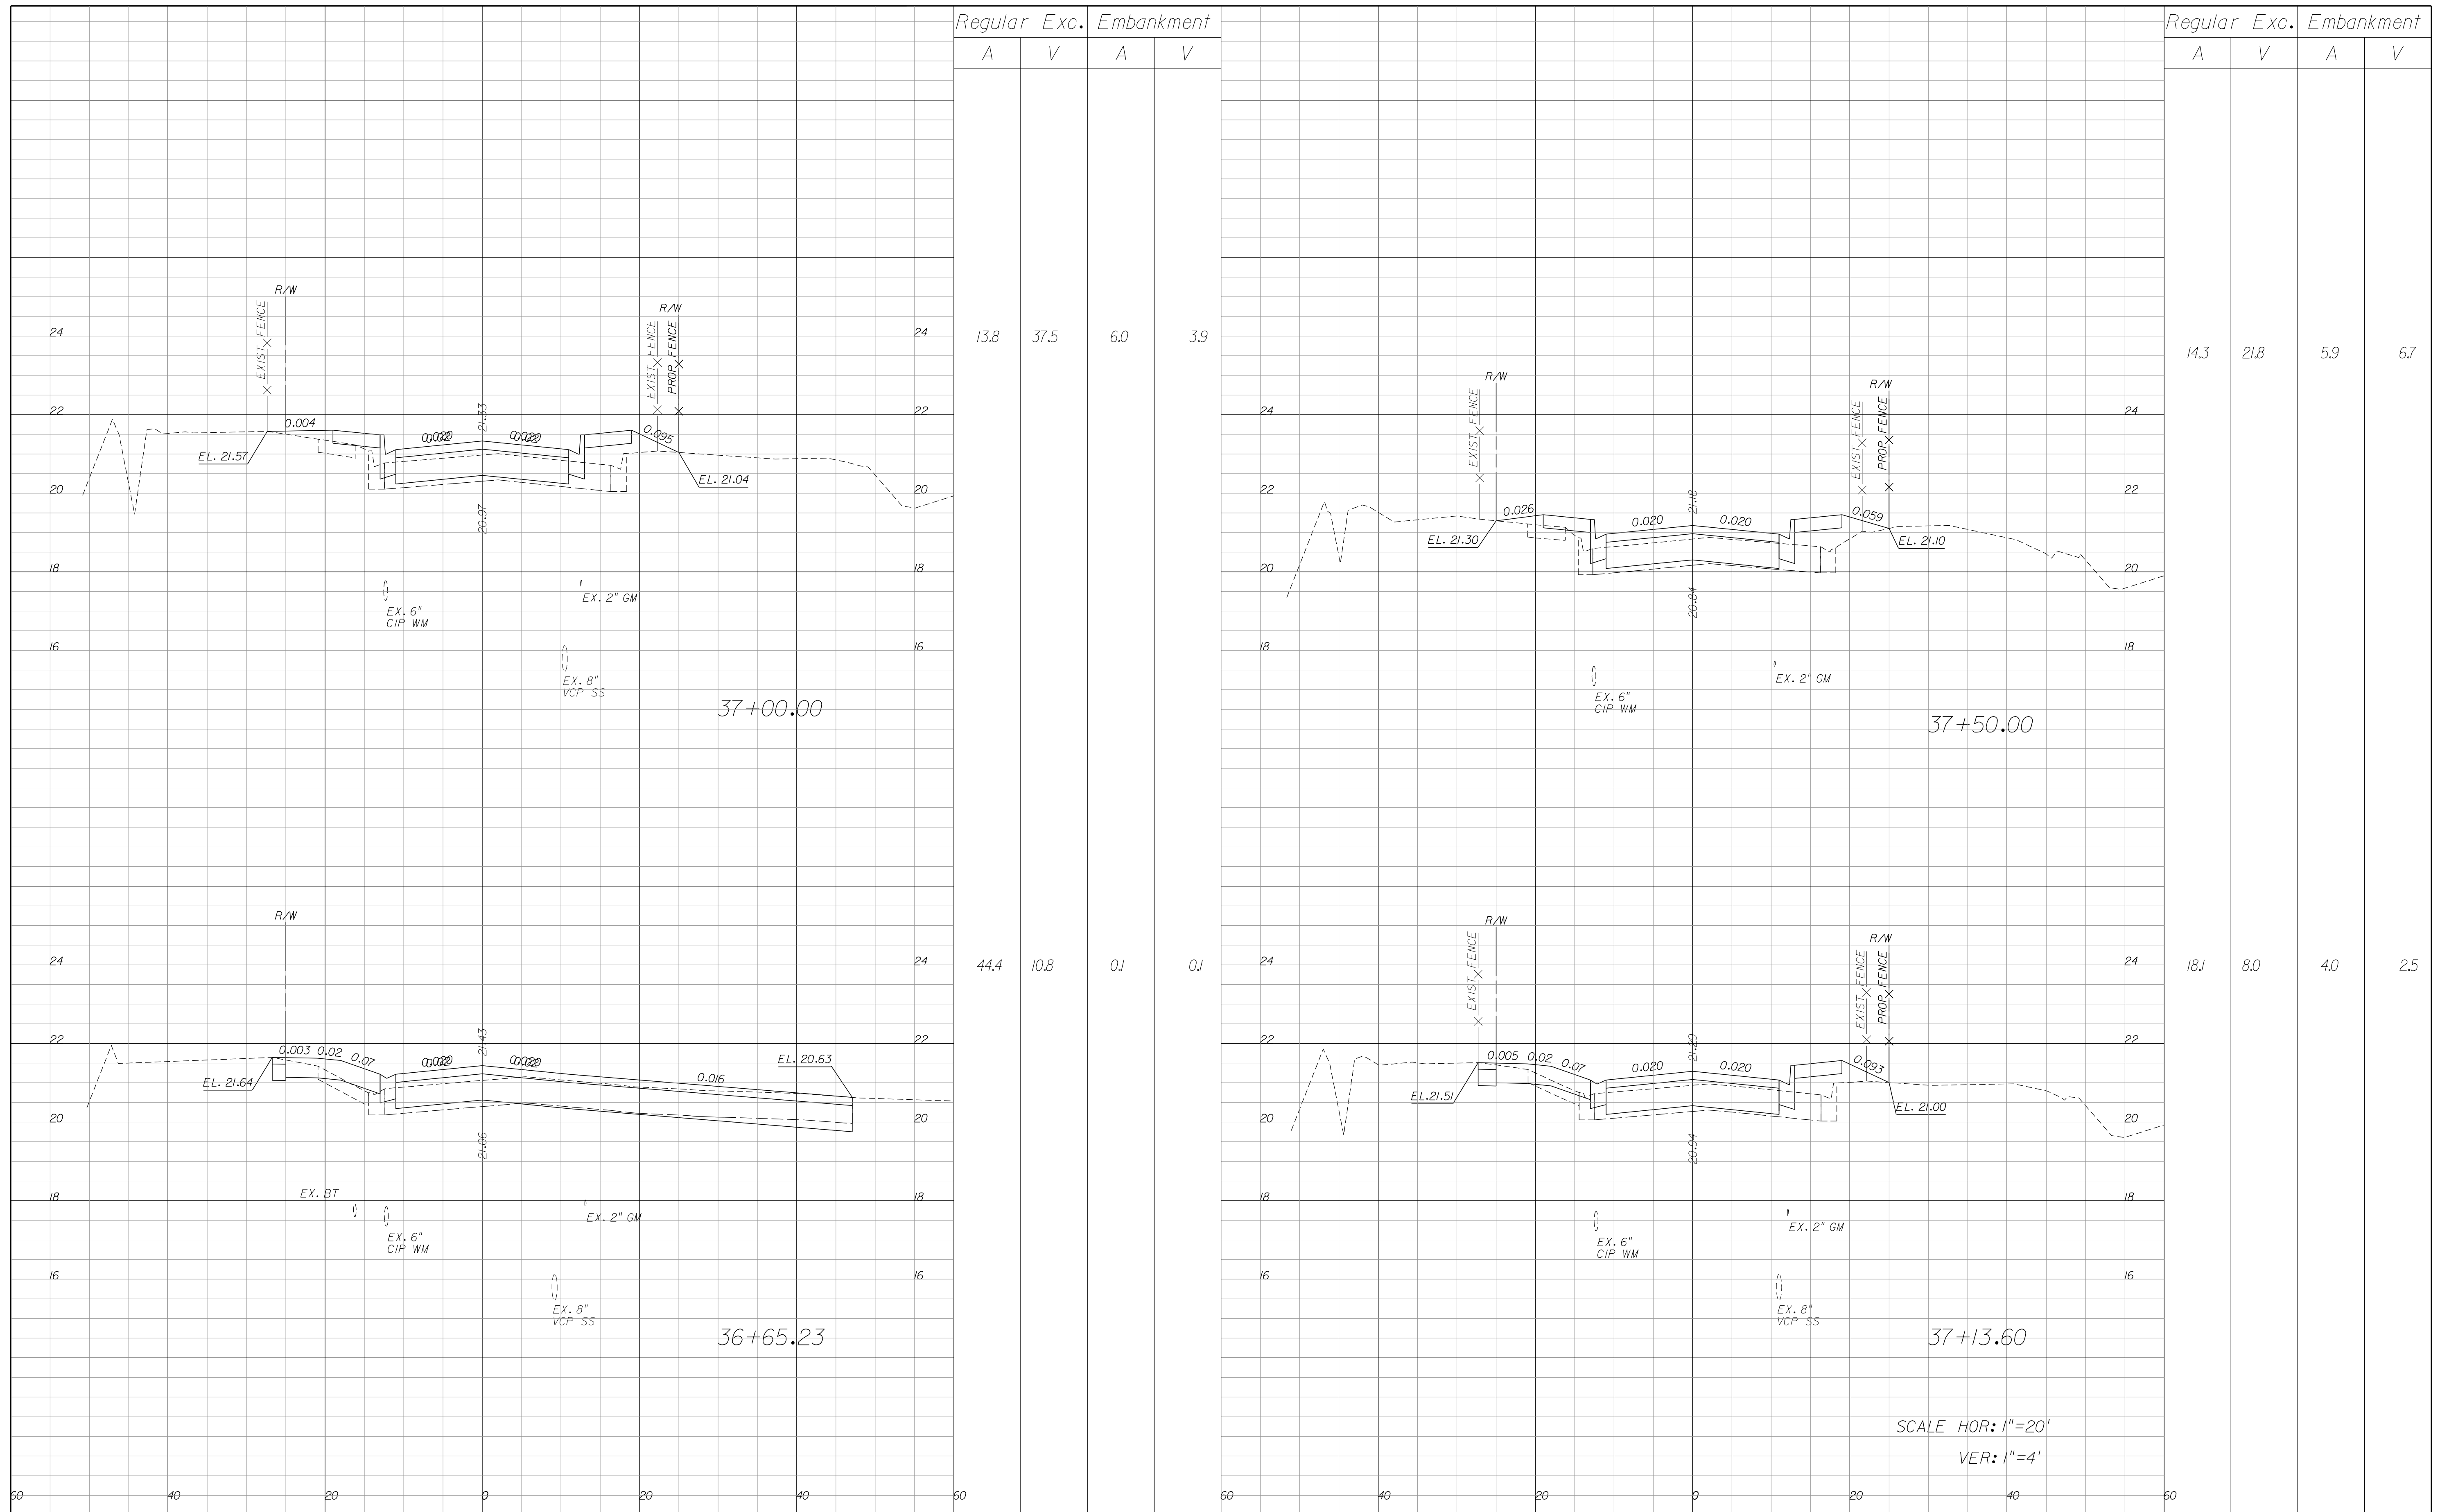 Regular Exc. Embankment
A V A V
R/W
EXIST. FENCE
R/W
EXIST. FENCE
PROP. FENCE
24 24
13.8 37.5 6.0 3.9
22 21.33 22
0.004 0.020 0.020 0.095
EL. 21.57
EL. 21.04
20 20
20.97
18 18
EX. 6"
CIP WM
EX. 2" GM
16 16
EX. 8"
VCP SS
37+00.00
R/W
24 24
44.4 10.8 0.1 0.1
22 21.43 22
0.003 0.02 0.07 0.020 0.020 0.016
EL. 20.63
EL. 21.64
20 20
21.06
EX. BT
18 18
EX. 6"
CIP WM
EX. 2" GM
16 16
EX. 8"
VCP SS
36+65.23
60 40 20 0 20 40 60
Regular Exc. Embankment
A V A V
14.3 21.8 5.9 6.7
R/W
EXIST. FENCE
R/W
EXIST. FENCE
PROP. FENCE
24 24
22 21.18 22
0.026 0.020 0.020 0.059
EL. 21.30
EL. 21.10
20 20
20.84
18 18
EX. 6"
CIP WM
EX. 2" GM
37+50.00
R/W
EXIST. FENCE
R/W
EXIST. FENCE
PROP. FENCE
24 24
18.1 8.0 4.0 2.5
22 21.29 22
0.005 0.02 0.07 0.020 0.020 0.093
EL. 21.51
EL. 21.00
20 20
20.94
18 18
EX. 6"
CIP WM
EX. 2" GM
16 16
EX. 8"
VCP SS
37+13.60
SCALE HOR: 1"=20'
VER: 1"=4'
60 40 20 0 20 40 60